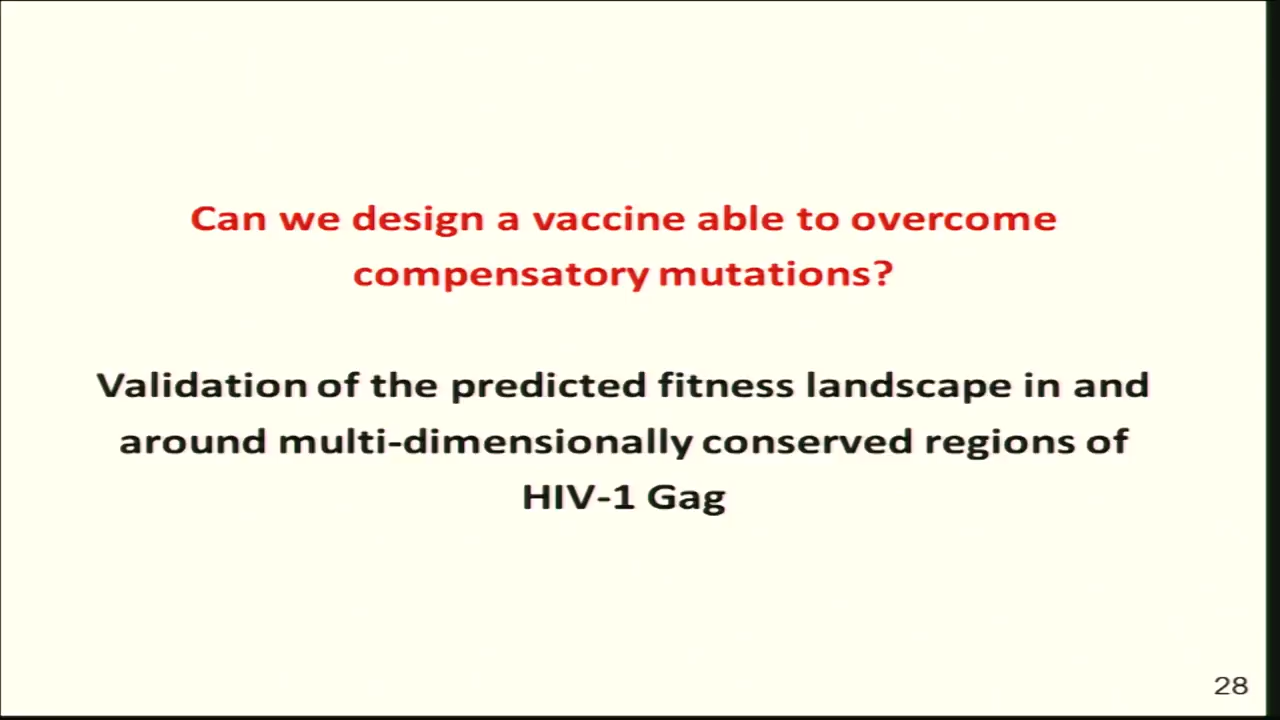 Can we design a vaccine able to overcome
compensatory mutations?
Validation of the predicted fitness landscape in and
around multi-dimensionally conserved regions of
HIV-1 Gag
28